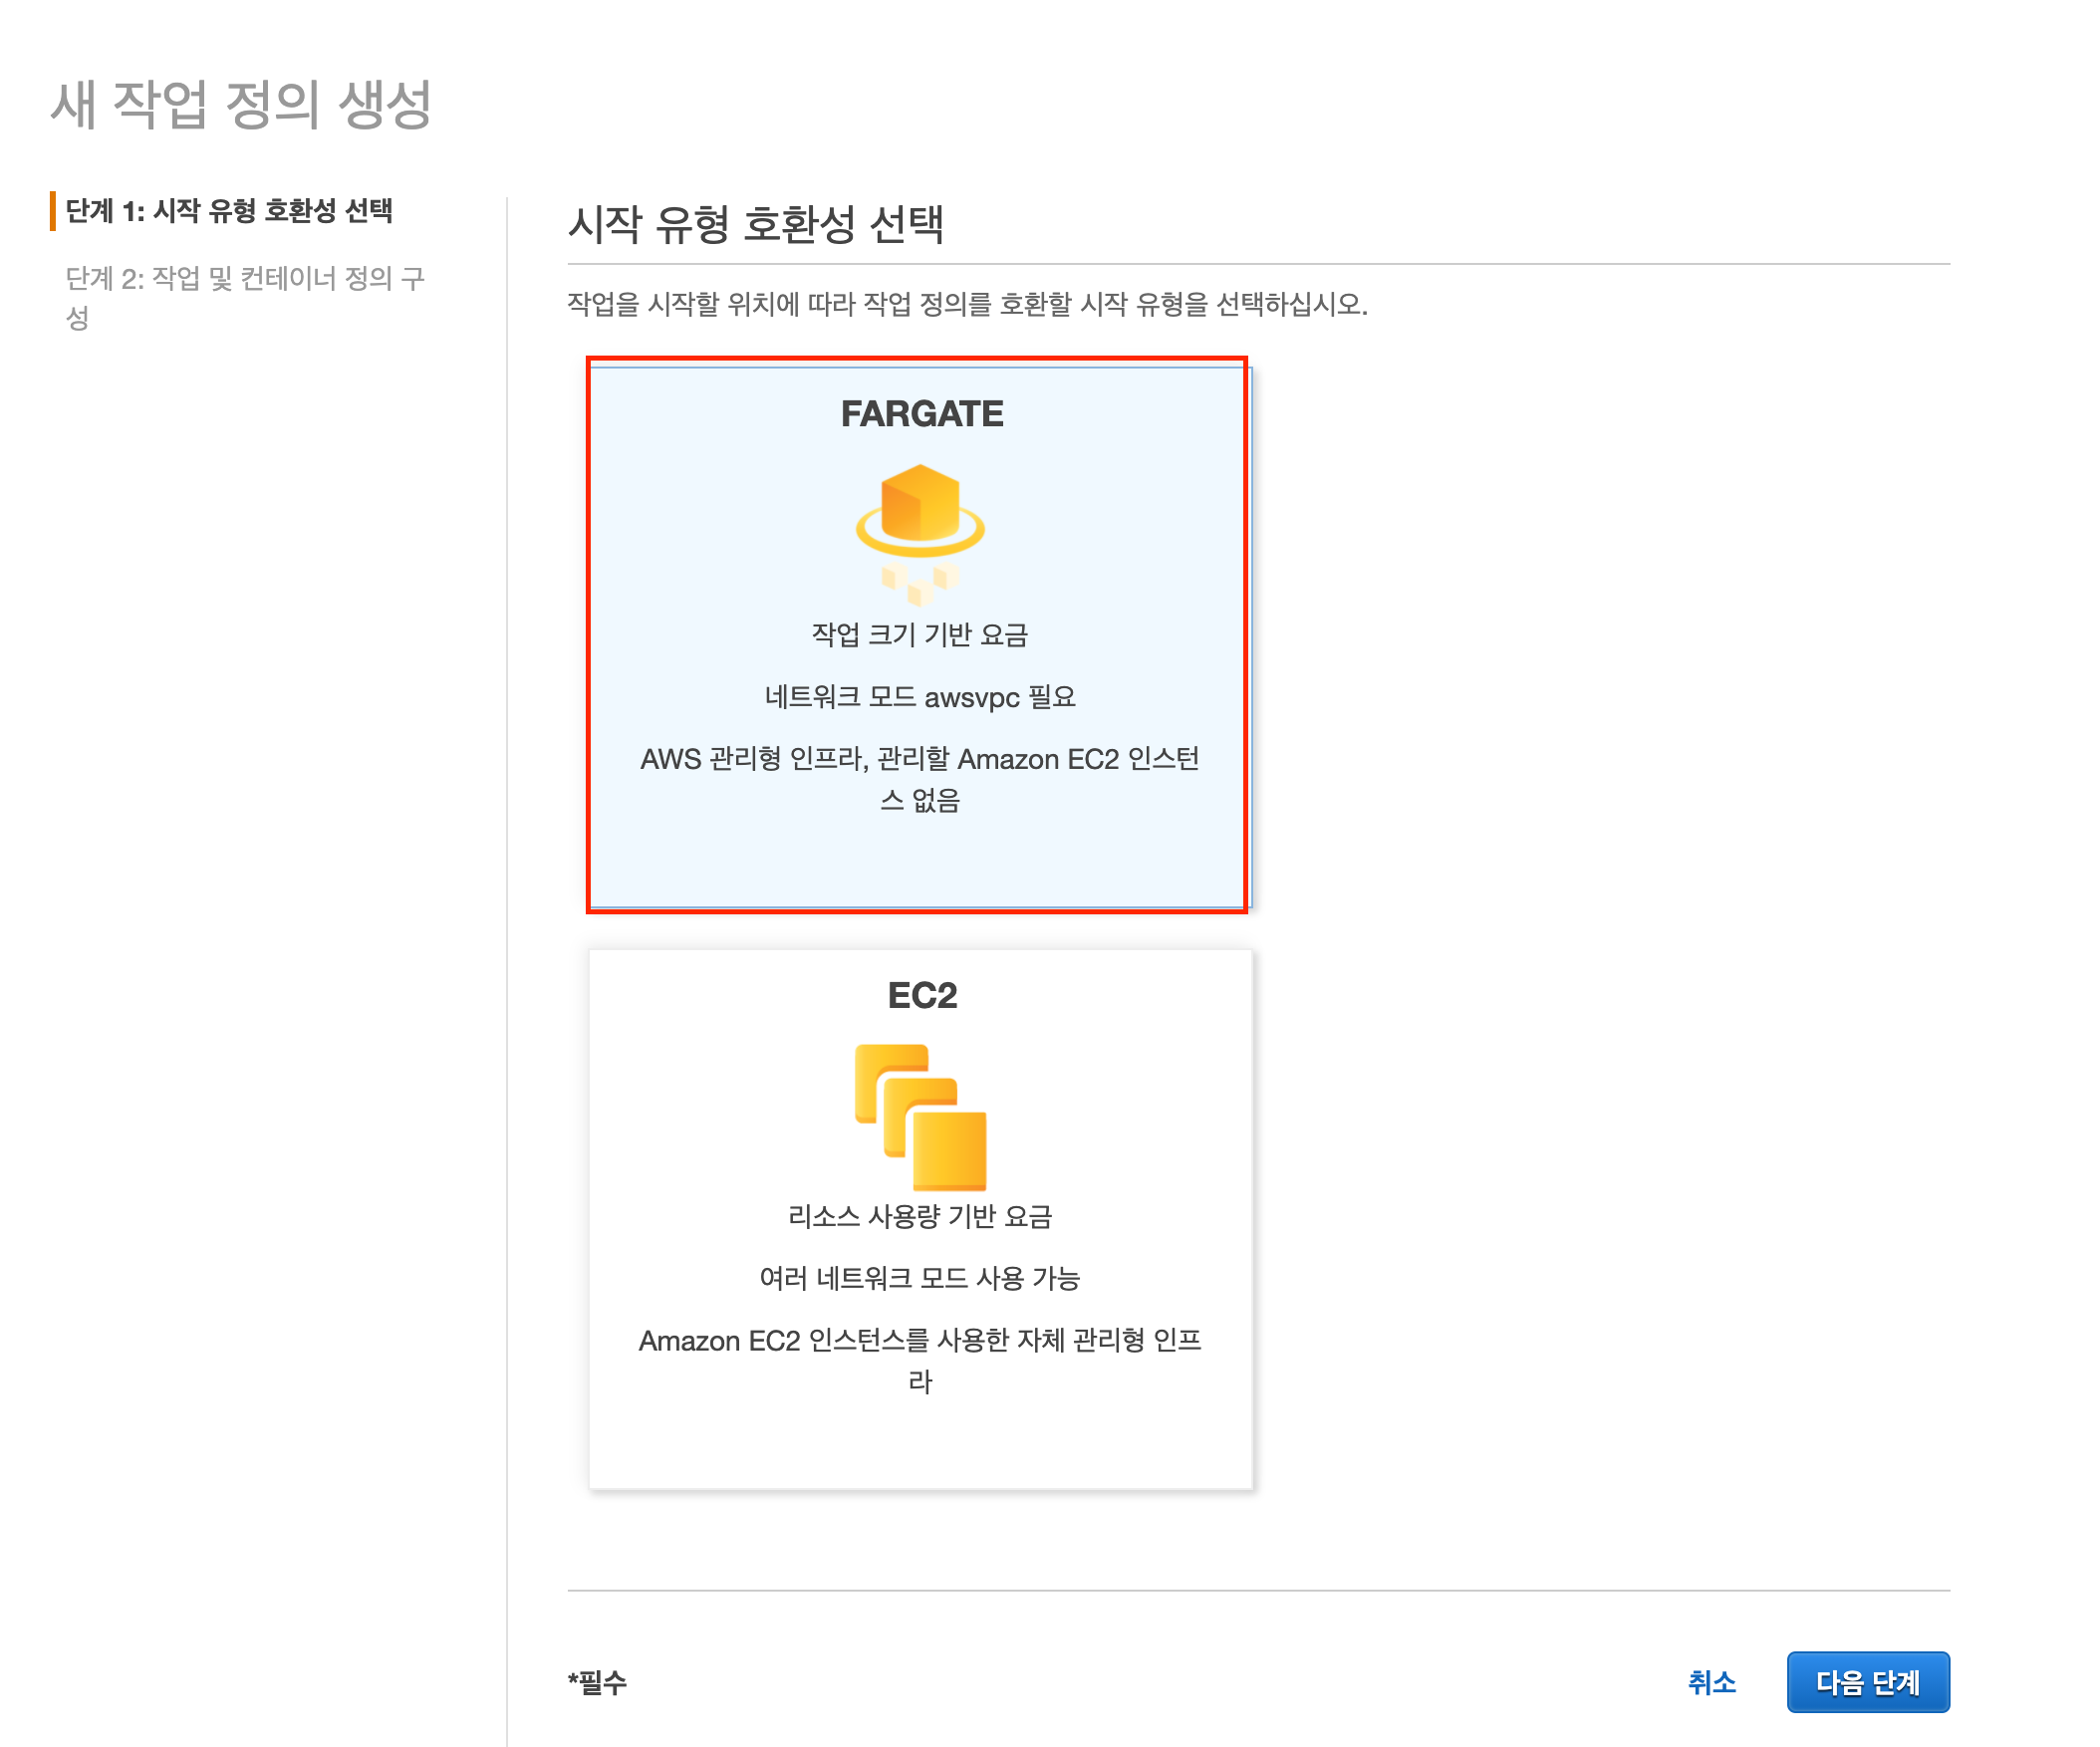 새 작업 정의 생성
단계 1: 시작 유형 호환성 선택
단계 2: 작업 및 컨테이너 정의 구
성
시작 유형 호환성 선택
작업을 시작할 위치에 따라 작업 정의를 호환할 시작 유형을 선택하십시오.
FARGATE
작업 크기 기반 요금
네트워크 모드 awsvpc 필요
AWS 관리형 인프라, 관리할 Amazon EC2 인스턴
스 없음
EC2
리소스 사용량 기반 요금
여러 네트워크 모드 사용 가능
Amazon EC2 인스턴스를 사용한 자체 관리형 인프
라
*필수
취소
다음 단계